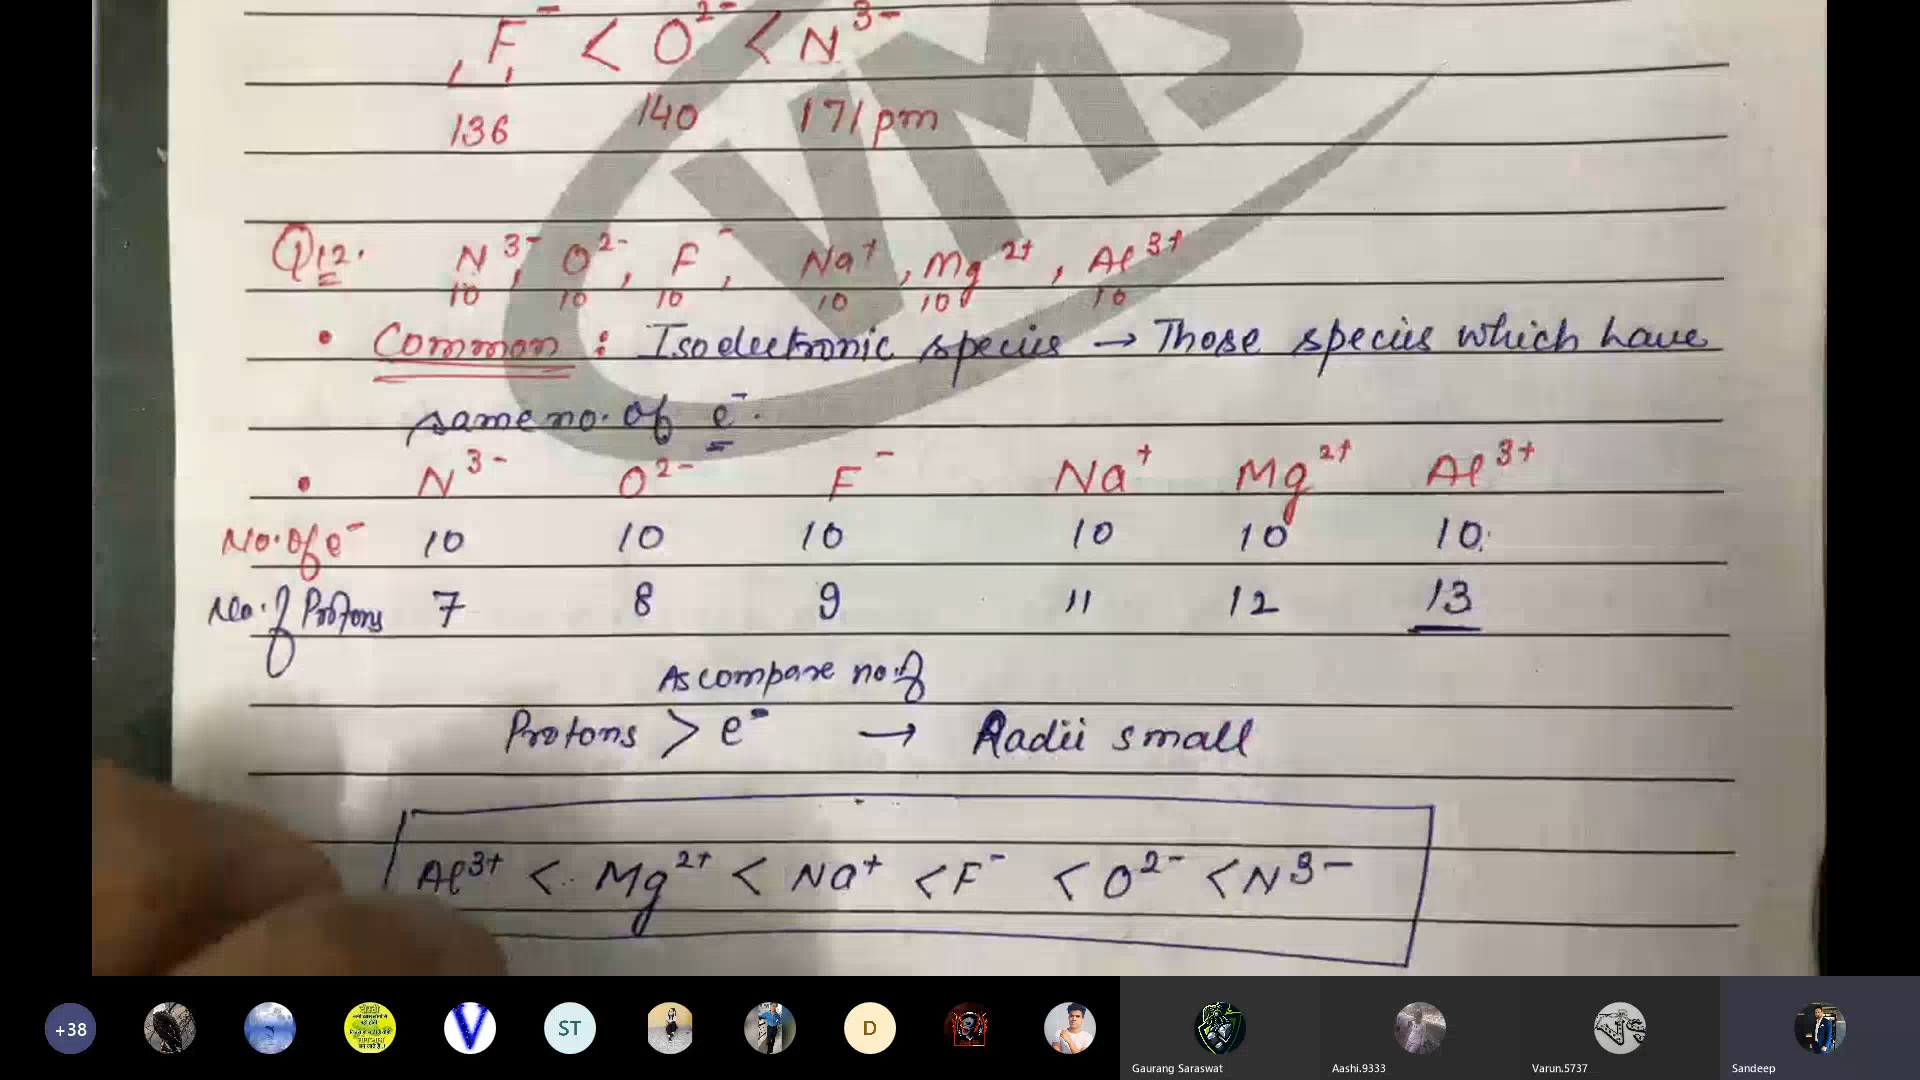 F⁻ < O²⁻ < N³⁻
136 140 171 pm
VMS
Q12. N³⁻, O²⁻, F⁻, Na⁺, Mg²⁺, Al³⁺
10 10 10 10 10 10
• Common : Isoelectronic species → Those species which have
same no. of e⁻.
• N³⁻ O²⁻ F⁻ Na⁺ Mg²⁺ Al³⁺
No. of e⁻ 10 10 10 10 10 10
No. of Protons 7 8 9 11 12 13
As compare no. of
Protons > e⁻ → Radii small
Al³⁺ < Mg²⁺ < Na⁺ < F⁻ < O²⁻ < N³⁻
+38 ST D
Gaurang Saraswat Aashi.9333 Varun.5737 Sandeep